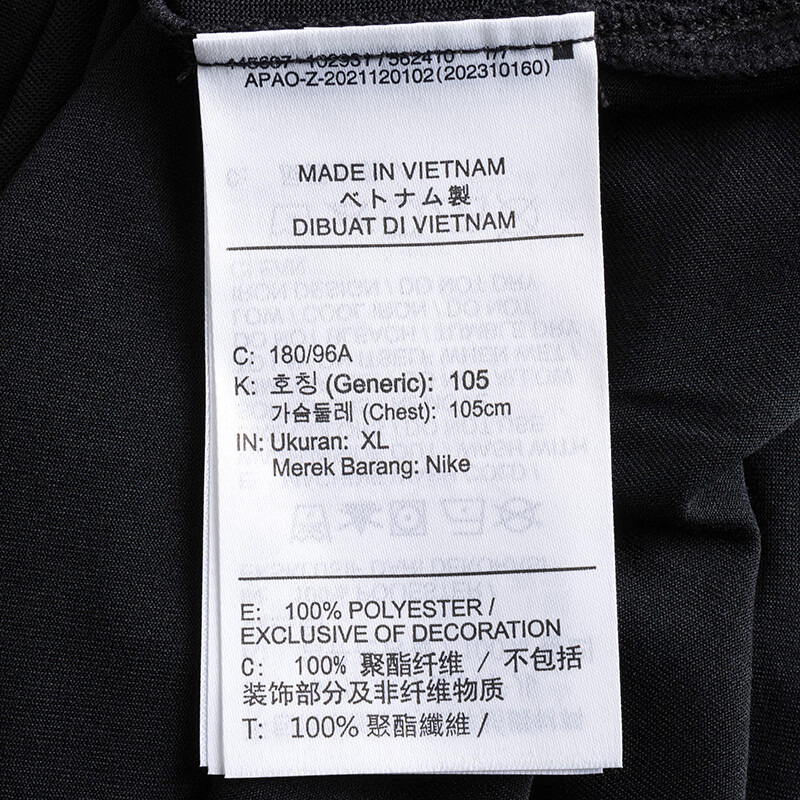 APAO-Z-2021120102(202310160)
MADE IN VIETNAM
ベトナム製
DIBUAT DI VIETNAM
C: 180/96A
K: 호칭 (Generic): 105
가슴둘레 (Chest): 105cm
IN: Ukuran: XL
Merek Barang: Nike
E: 100% POLYESTER /
EXCLUSIVE OF DECORATION
C: 100% 聚酯纤维 / 不包括
装饰部分及非纤维物质
T: 100% 聚酯纖維 /